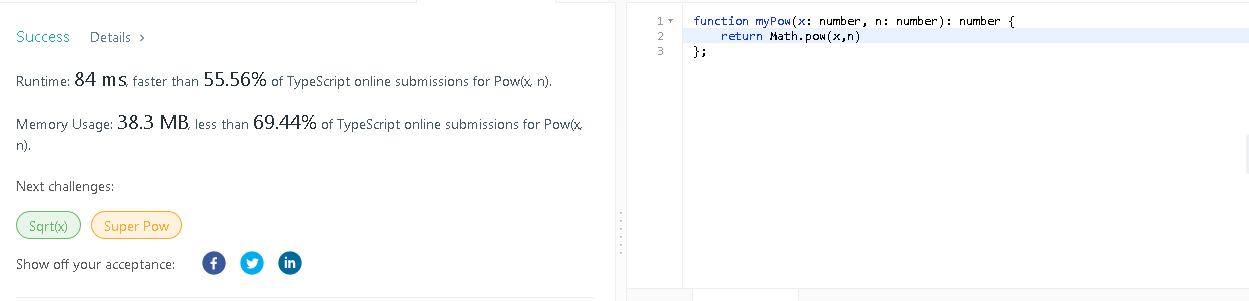 Success Details >
Runtime: 84 ms, faster than 55.56% of TypeScript online submissions for Pow(x, n).
Memory Usage: 38.3 MB, less than 69.44% of TypeScript online submissions for Pow(x,
n).
Next challenges:
Sqrt(x) Super Pow
Show off your acceptance:
1 function myPow(x: number, n: number): number {
2 return Math.pow(x,n)
3 };